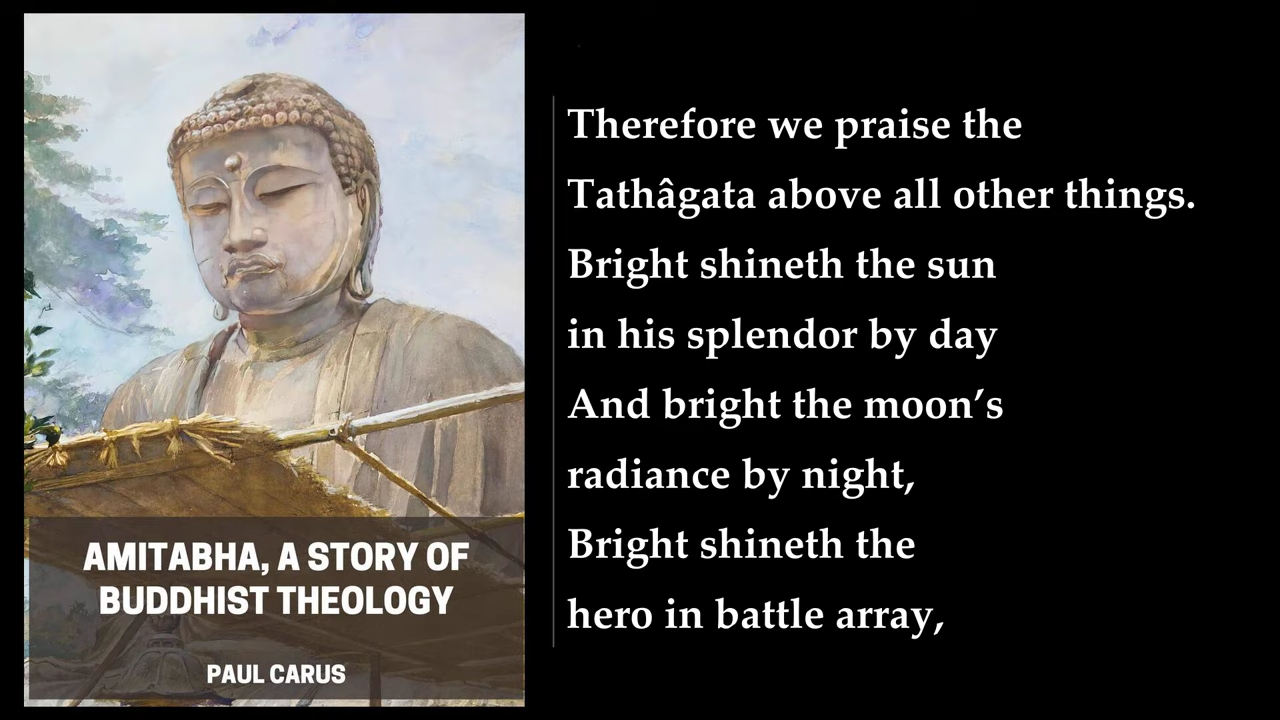 AMITABHA, A STORY OF
BUDDHIST THEOLOGY
PAUL CARUS
Therefore we praise the
Tathâgata above all other things.
Bright shineth the sun
in his splendor by day
And bright the moon’s
radiance by night,
Bright shineth the
hero in battle array,